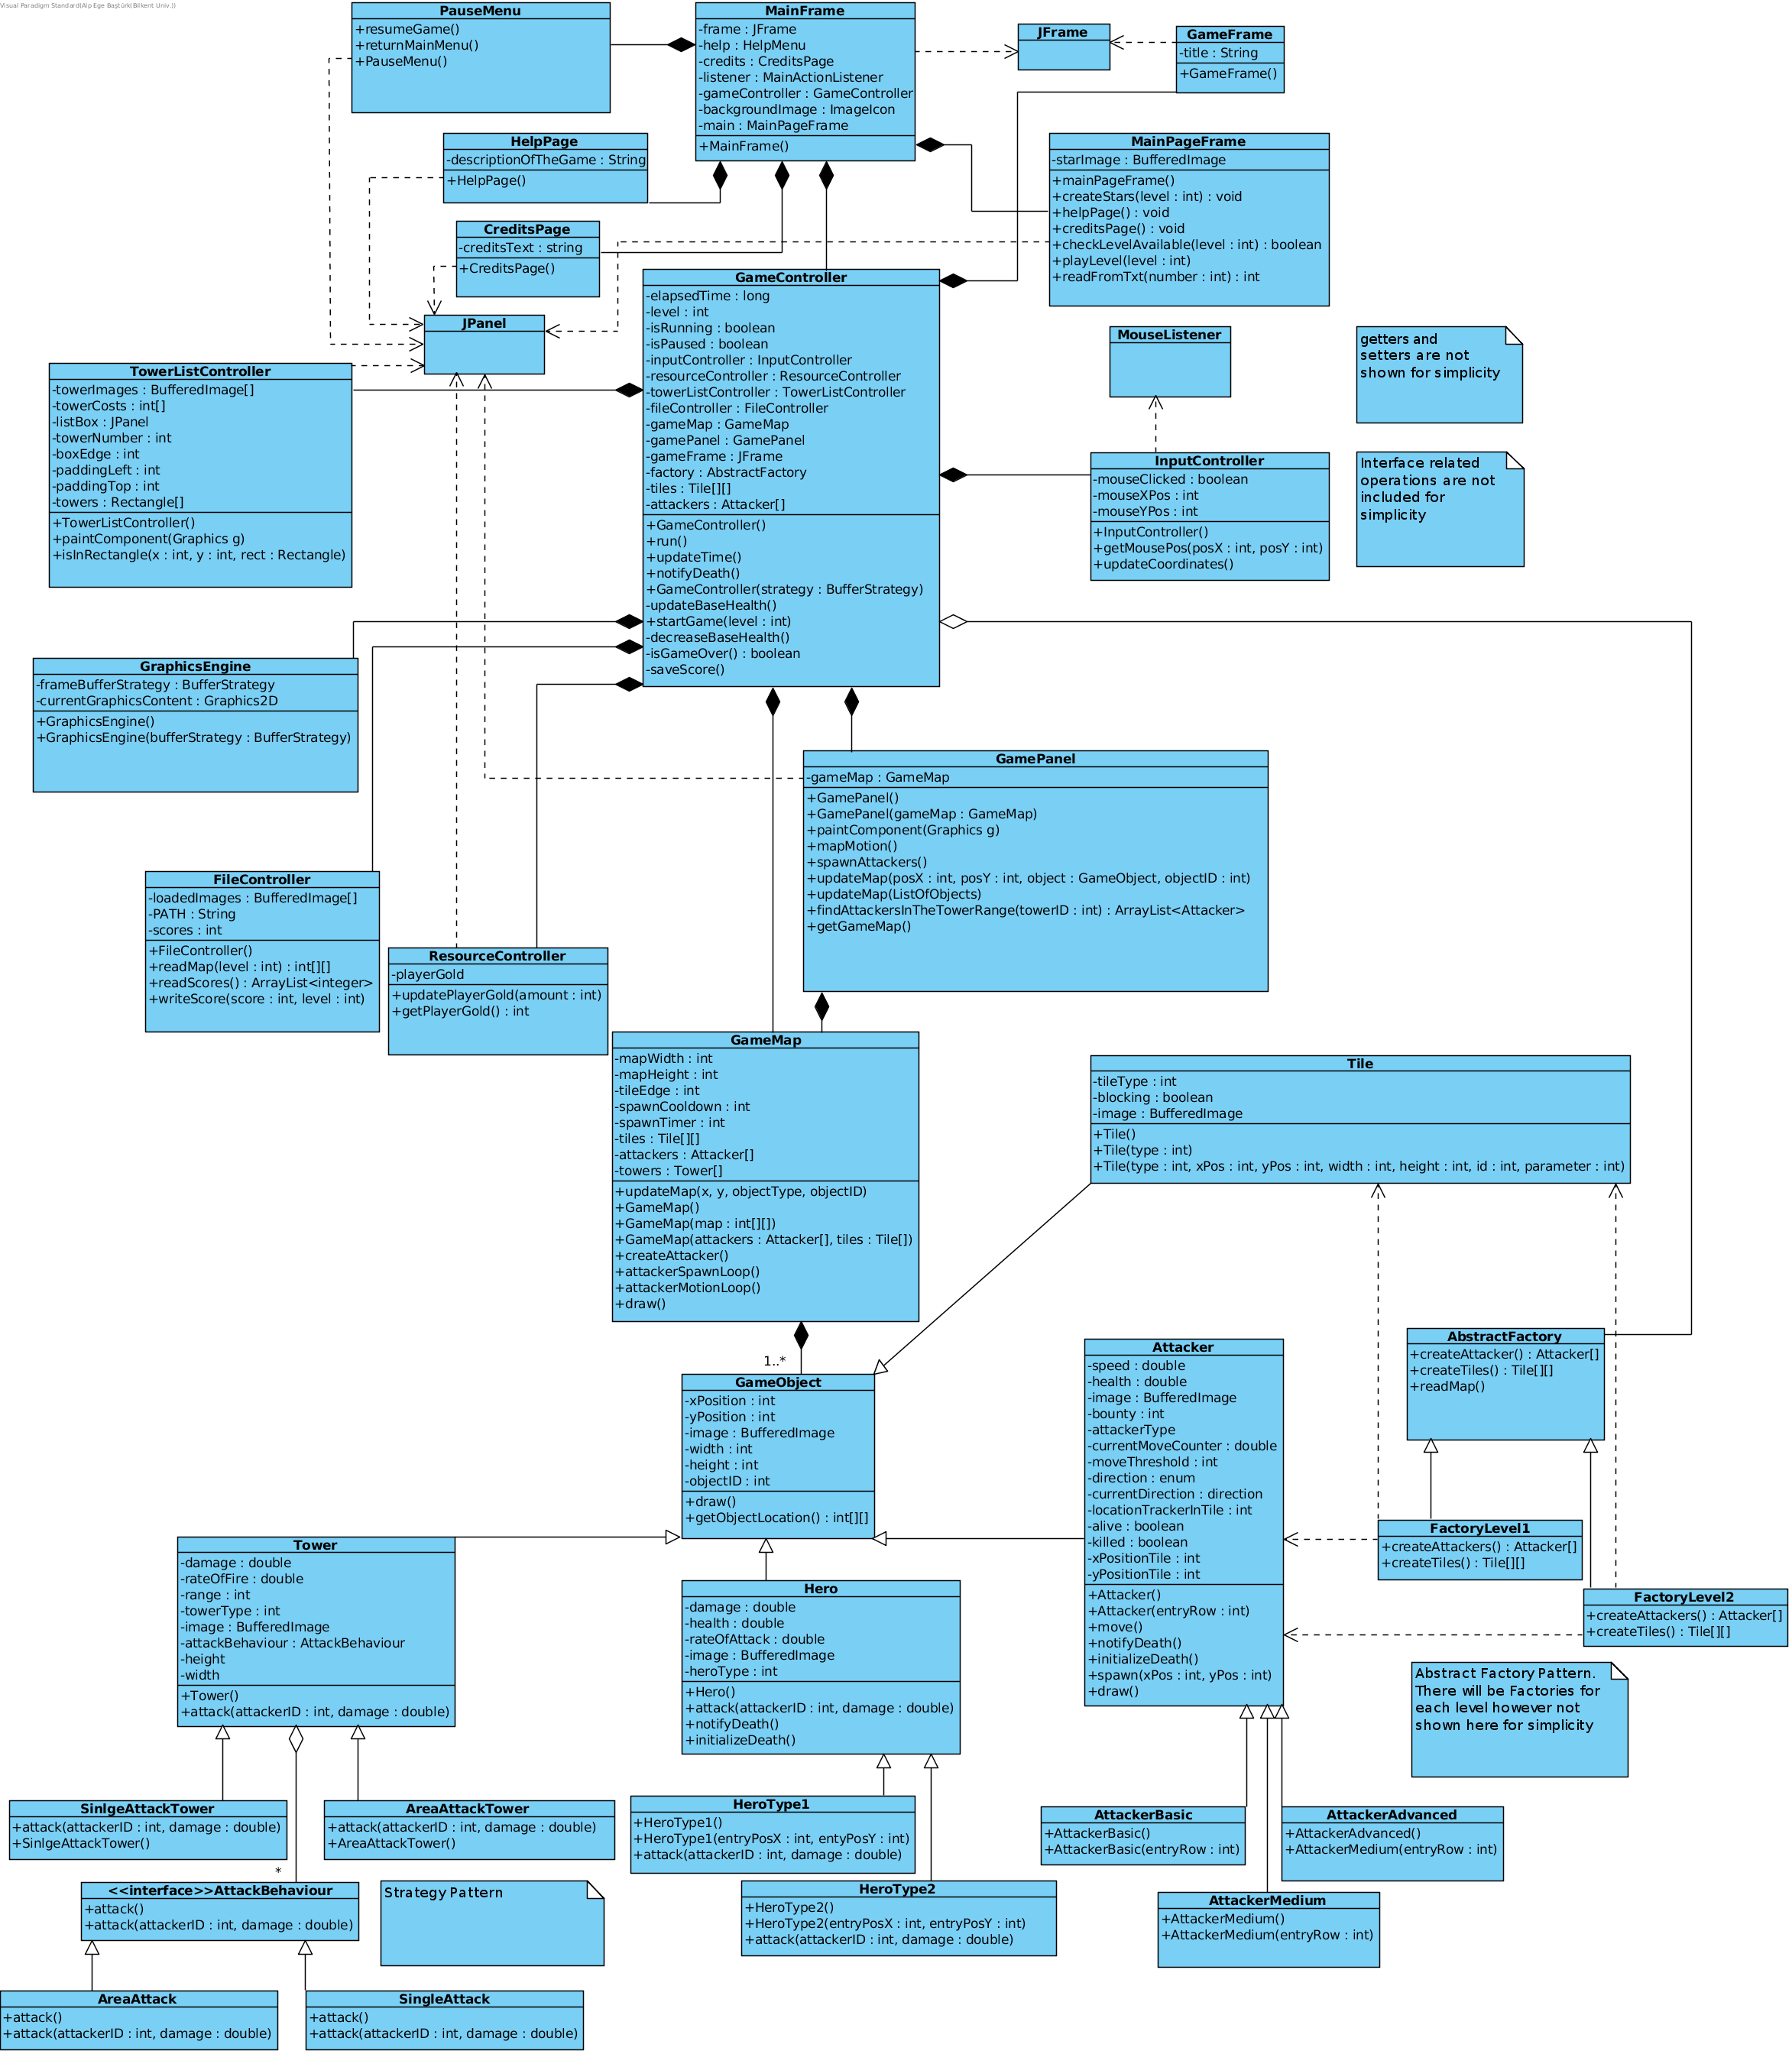 Visual Paradigm Standard(Alp Ege Baştürk(Bilkent Univ.))
PauseMenu
+resumeGame()
+returnMainMenu()
+PauseMenu()
MainFrame
-frame : JFrame
-help : HelpMenu
-credits : CreditsPage
-listener : MainActionListener
-gameController : GameController
-backgroundImage : ImageIcon
-main : MainPageFrame
+MainFrame()
JFrame
GameFrame
-title : String
+GameFrame()
HelpPage
-descriptionOfTheGame : String
+HelpPage()
MainPageFrame
-starImage : BufferedImage
+mainPageFrame()
+createStars(level : int) : void
+helpPage() : void
+creditsPage() : void
+checkLevelAvailable(level : int) : boolean
+playLevel(level : int)
+readFromTxt(number : int) : int
CreditsPage
-creditsText : string
+CreditsPage()
JPanel
GameController
-elapsedTime : long
-level : int
-isRunning : boolean
-isPaused : boolean
-inputController : InputController
-resourceController : ResourceController
-towerListController : TowerListController
-fileController : FileController
-gameMap : GameMap
-gamePanel : GamePanel
-gameFrame : JFrame
-factory : AbstractFactory
-tiles : Tile[][]
-attackers : Attacker[]
+GameController()
+run()
+updateTime()
+notifyDeath()
+GameController(strategy : BufferStrategy)
-updateBaseHealth()
+startGame(level : int)
-decreaseBaseHealth()
-isGameOver() : boolean
-saveScore()
MouseListener
getters and
setters are not
shown for simplicity
TowerListController
-towerImages : BufferedImage[]
-towerCosts : int[]
-listBox : JPanel
-towerNumber : int
-boxEdge : int
-paddingLeft : int
-paddingTop : int
-towers : Rectangle[]
+TowerListController()
+paintComponent(Graphics g)
+isInRectangle(x : int, y : int, rect : Rectangle)
InputController
-mouseClicked : boolean
-mouseXPos : int
-mouseYPos : int
+InputController()
+getMousePos(posX : int, posY : int)
+updateCoordinates()
Interface related
operations are not
included for
simplicity
GraphicsEngine
-frameBufferStrategy : BufferStrategy
-currentGraphicsContent : Graphics2D
+GraphicsEngine()
+GraphicsEngine(bufferStrategy : BufferStrategy)
GamePanel
-gameMap : GameMap
+GamePanel()
+GamePanel(gameMap : GameMap)
+paintComponent(Graphics g)
+mapMotion()
+spawnAttackers()
+updateMap(posX : int, posY : int, object : GameObject, objectID : int)
+updateMap(ListOfObjects)
+findAttackersInTheTowerRange(towerID : int) : ArrayList<Attacker>
+getGameMap()
FileController
-loadedImages : BufferedImage[]
-PATH : String
-scores : int
+FileController()
+readMap(level : int) : int[][]
+readScores() : ArrayList<integer>
+writeScore(score : int, level : int)
ResourceController
-playerGold
+updatePlayerGold(amount : int)
+getPlayerGold() : int
GameMap
-mapWidth : int
-mapHeight : int
-tileEdge : int
-spawnCooldown : int
-spawnTimer : int
-tiles : Tile[][]
-attackers : Attacker[]
-towers : Tower[]
+updateMap(x, y, objectType, objectID)
+GameMap()
+GameMap(map : int[][])
+GameMap(attackers : Attacker[], tiles : Tile[])
+createAttacker()
+attackerSpawnLoop()
+attackerMotionLoop()
+draw()
Tile
-tileType : int
-blocking : boolean
-image : BufferedImage
+Tile()
+Tile(type : int)
+Tile(type : int, xPos : int, yPos : int, width : int, height : int, id : int, parameter : int)
1..*
GameObject
-xPosition : int
-yPosition : int
-image : BufferedImage
-width : int
-height : int
-objectID : int
+draw()
+getObjectLocation() : int[][]
Attacker
-speed : double
-health : double
-image : BufferedImage
-bounty : int
-attackerType
-currentMoveCounter : double
-moveThreshold : int
-direction : enum
-currentDirection : direction
-locationTrackerInTile : int
-alive : boolean
-killed : boolean
-xPositionTile : int
-yPositionTile : int
+Attacker()
+Attacker(entryRow : int)
+move()
+notifyDeath()
+initializeDeath()
+spawn(xPos : int, yPos : int)
+draw()
AbstractFactory
+createAttacker() : Attacker[]
+createTiles() : Tile[][]
+readMap()
FactoryLevel1
+createAttackers() : Attacker[]
+createTiles() : Tile[][]
FactoryLevel2
+createAttackers() : Attacker[]
+createTiles() : Tile[][]
Abstract Factory Pattern.
There will be Factories for
each level however not
shown here for simplicity
Tower
-damage : double
-rateOfFire : double
-range : int
-towerType : int
-image : BufferedImage
-attackBehaviour : AttackBehaviour
-height
-width
+Tower()
+attack(attackerID : int, damage : double)
Hero
-damage : double
-health : double
-rateOfAttack : double
-image : BufferedImage
-heroType : int
+Hero()
+attack(attackerID : int, damage : double)
+notifyDeath()
+initializeDeath()
SinlgeAttackTower
+attack(attackerID : int, damage : double)
+SinlgeAttackTower()
AreaAttackTower
+attack(attackerID : int, damage : double)
+AreaAttackTower()
HeroType1
+HeroType1()
+HeroType1(entryPosX : int, entyPosY : int)
+attack(attackerID : int, damage : double)
AttackerBasic
+AttackerBasic()
+AttackerBasic(entryRow : int)
AttackerAdvanced
+AttackerAdvanced()
+AttackerMedium(entryRow : int)
*
<<interface>>AttackBehaviour
+attack()
+attack(attackerID : int, damage : double)
Strategy Pattern
HeroType2
+HeroType2()
+HeroType2(entryPosX : int, entryPosY : int)
+attack(attackerID : int, damage : double)
AttackerMedium
+AttackerMedium()
+AttackerMedium(entryRow : int)
AreaAttack
+attack()
+attack(attackerID : int, damage : double)
SingleAttack
+attack()
+attack(attackerID : int, damage : double)